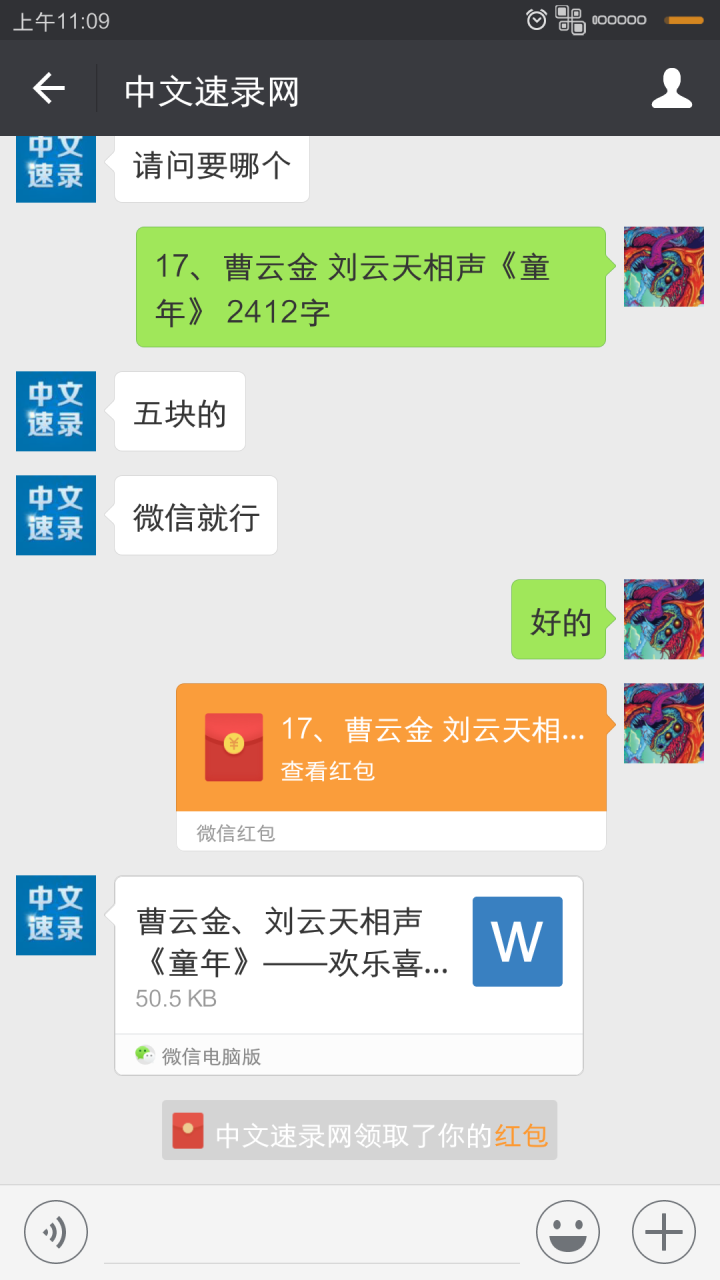 上午11:09
中文速录网
中文
速录
请问要哪个
17、曹云金 刘云天相声《童
年》 2412字
中文
速录
五块的
中文
速录
微信就行
好的
17、曹云金 刘云天相...
查看红包
微信红包
中文
速录
曹云金、刘云天相声
《童年》——欢乐喜...
W
50.5 KB
微信电脑版
中文速录网领取了你的红包